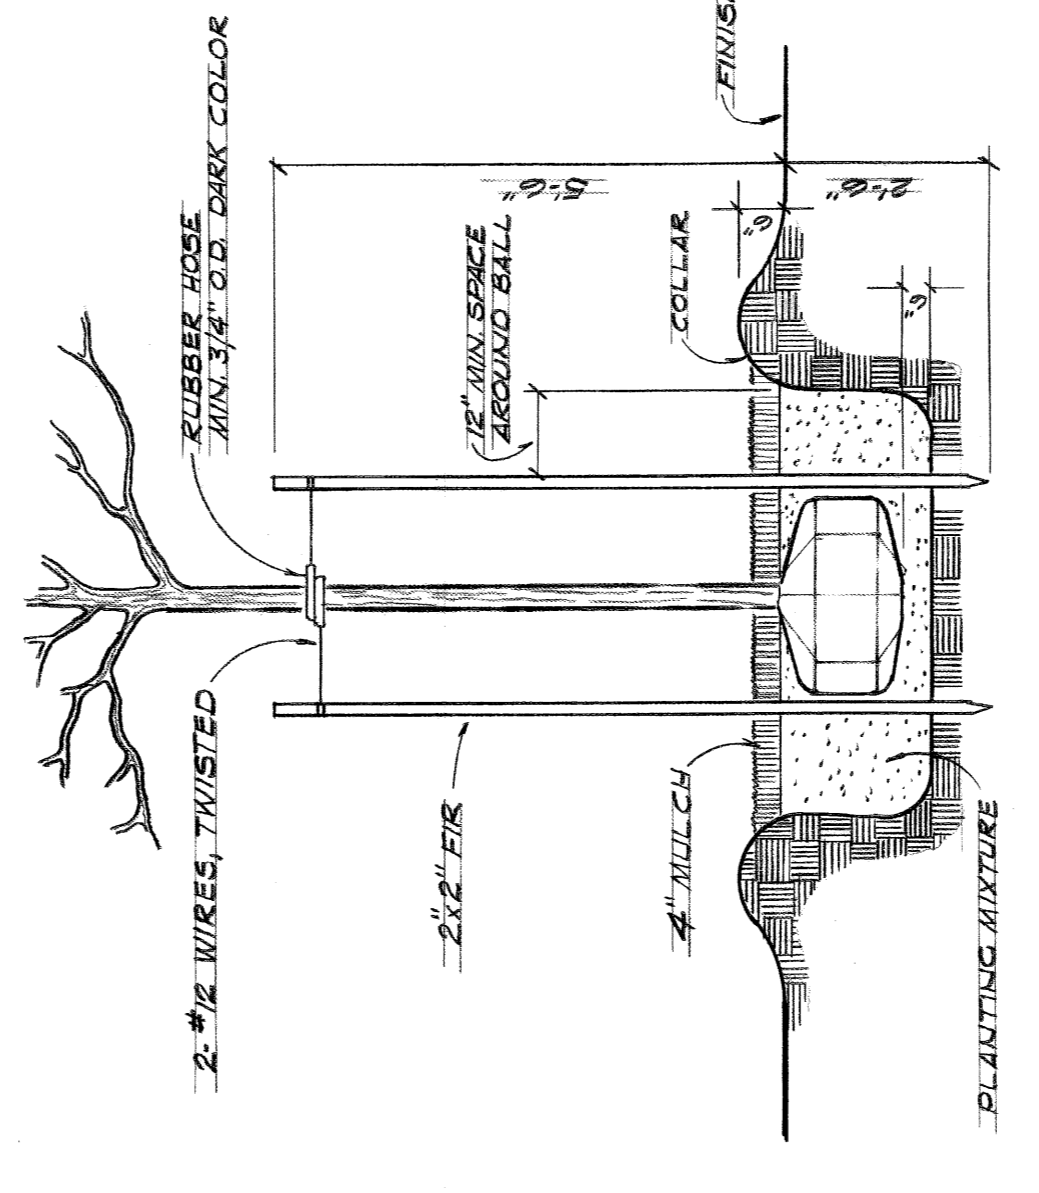 RUBBER HOSE
MIN. 3/4" O.D. DARK COLOR
2- #12 WIRES, TWISTED
12" MIN. SPACE
AROUND BALL
2"x2" FIR
5'-6"
COLLAR
4" MULCH
6"
2'-6"
6"
PLANTING MIXTURE